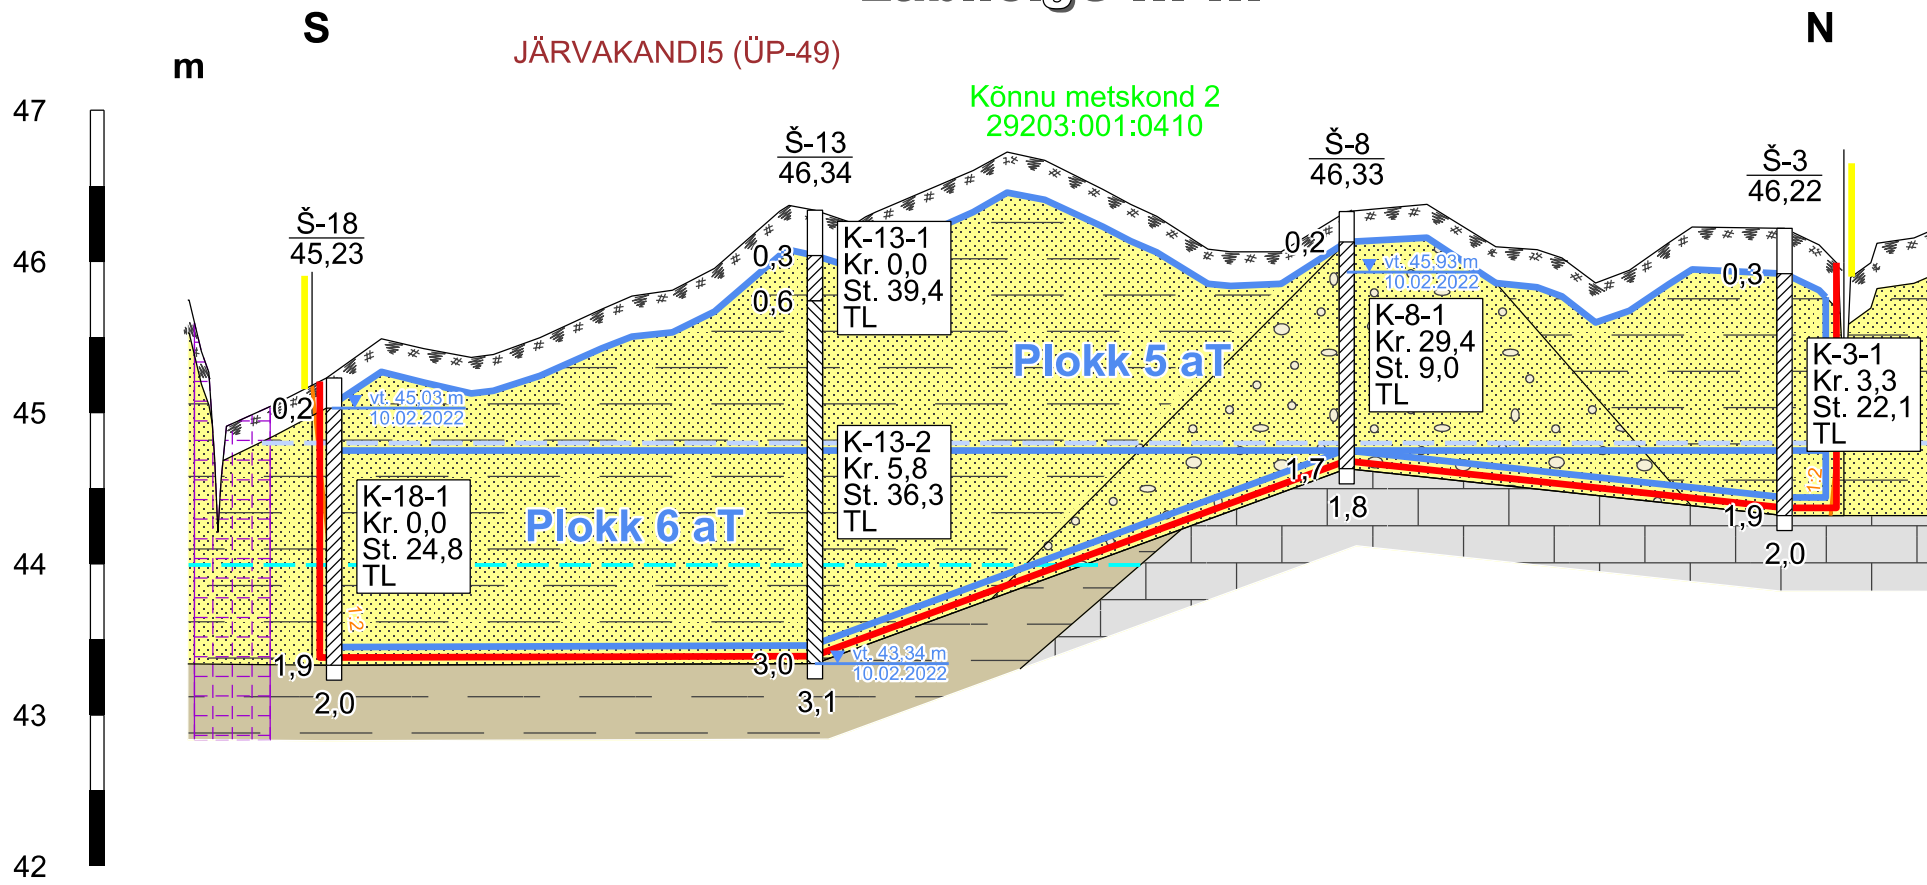 S
N
JÄRVAKANDI5 (ÜP-49)
m
Kõnnu metskond 2
29203:001:0410
47
46
45
44
43
42
Š-18
45,23
0,2
vt. 45,03 m
10.02.2022
K-18-1
Kr. 0,0
St. 24,8
TL
1:2
1,9
2,0
Plokk 6 aT
Š-13
46,34
0,3
0,6
K-13-1
Kr. 0,0
St. 39,4
TL
K-13-2
Kr. 5,8
St. 36,3
TL
3,0
vt. 43,34 m
10.02.2022
3,1
Plokk 5 aT
Š-8
46,33
0,2
vt. 45,93 m
10.02.2022
K-8-1
Kr. 29,4
St. 9,0
TL
1,7
1,8
Š-3
46,22
0,3
K-3-1
Kr. 3,3
St. 22,1
TL
1:2
1,9
2,0